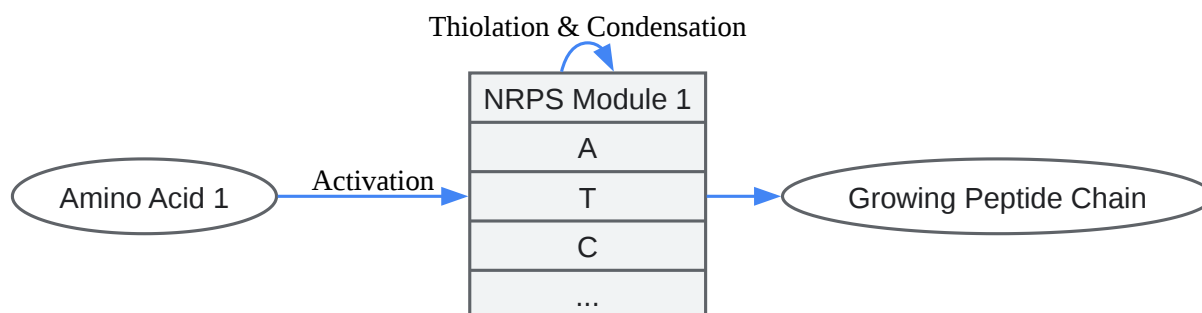 Thiolation & Condensation
NRPS Module 1
A
Amino Acid 1
Activation
T
Growing Peptide Chain
C
...